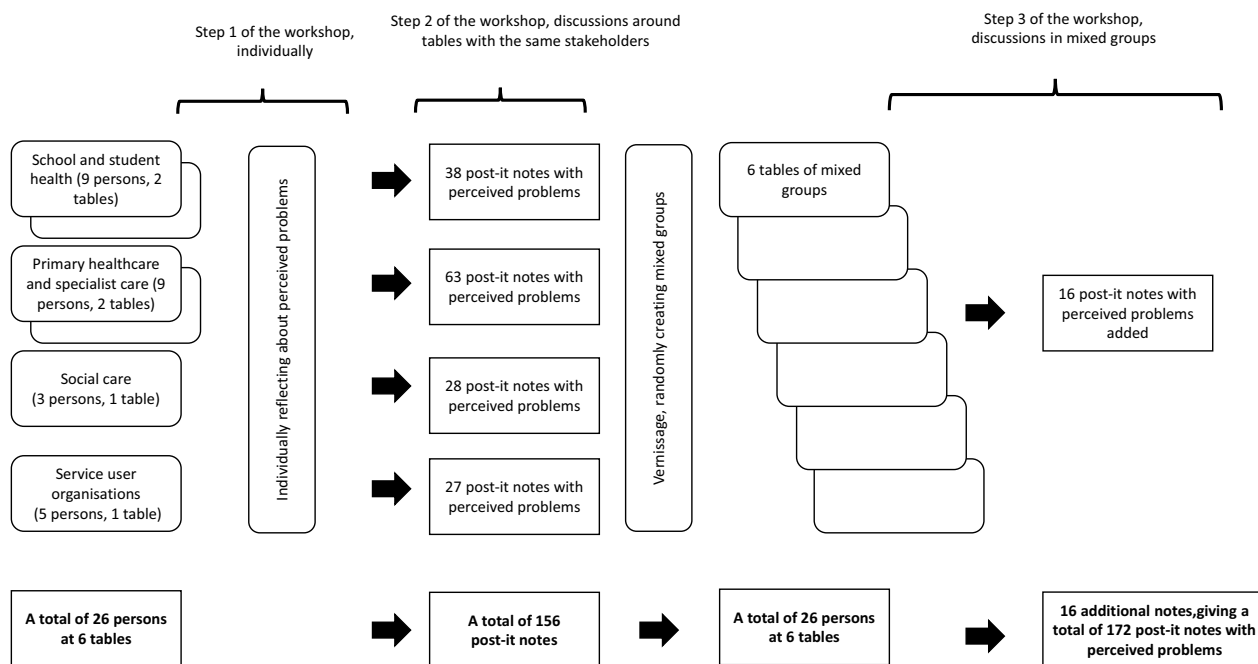 Step 1 of the workshop,
individually
Step 2 of the workshop, discussions around
tables with the same stakeholders
Step 3 of the workshop,
discussions in mixed groups
School and student
health (9 persons, 2
tables)
Primary healthcare
and specialist care (9
persons, 2 tables)
Social care
(3 persons, 1 table)
Service user
organisations
(5 persons, 1 table)
Individually reflecting about perceived problems
38 post-it notes with
perceived problems
63 post-it notes with
perceived problems
28 post-it notes with
perceived problems
27 post-it notes with
perceived problems
Vernissage, randomly creating mixed groups
6 tables of mixed
groups
16 post-it notes with
perceived problems
added
A total of 26 persons
at 6 tables
A total of 156
post-it notes
A total of 26 persons
at 6 tables
16 additional notes,giving a
total of 172 post-it notes with
perceived problems